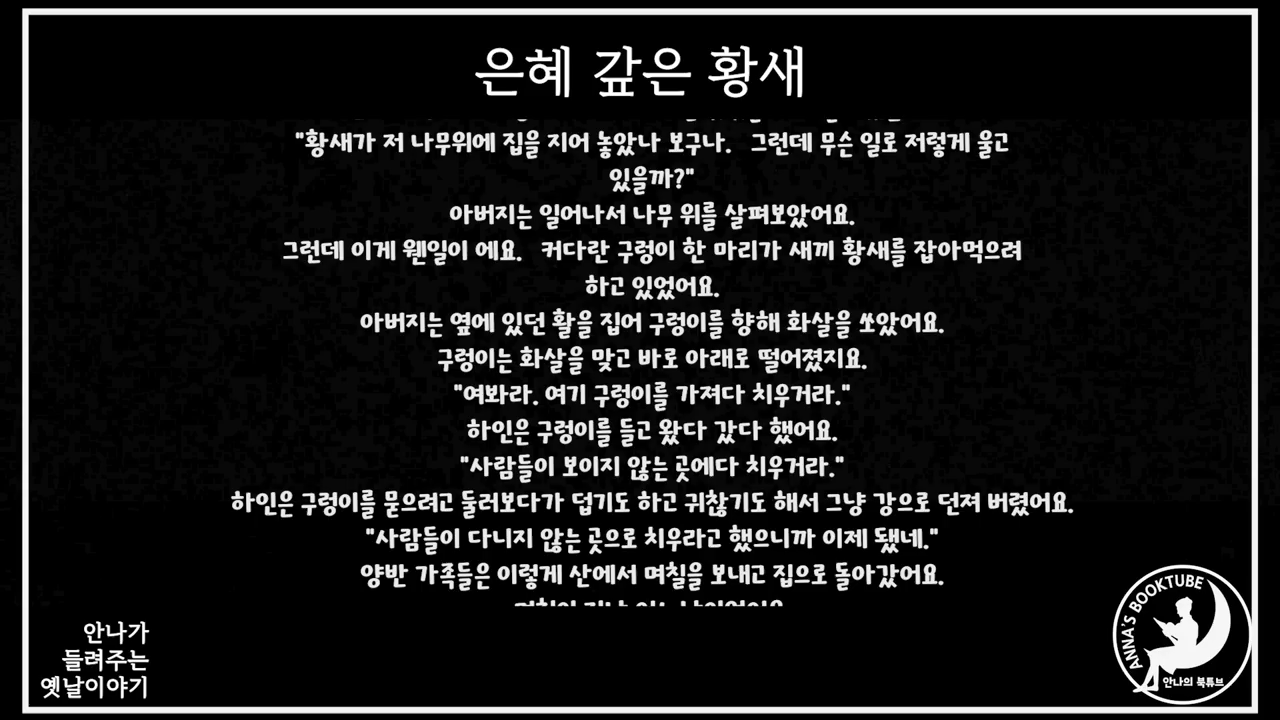 은혜 갚은 황새
"황새가 저 나무위에 집을 지어 놓았나 보구나. 그런데 무슨 일로 저렇게 울고
있을까?"
아버지는 일어나서 나무 위를 살펴보았어요.
그런데 이게 웬일이 에요. 커다란 구렁이 한 마리가 새끼 황새를 잡아먹으려
하고 있었어요.
아버지는 옆에 있던 활을 집어 구렁이를 향해 화살을 쏘았어요.
구렁이는 화살을 맞고 바로 아래로 떨어졌지요.
"여봐라. 여기 구렁이를 가져다 치우거라."
하인은 구렁이를 들고 왔다 갔다 했어요.
"사람들이 보이지 않는 곳에다 치우거라."
하인은 구렁이를 묻으려고 둘러보다가 덥기도 하고 귀찮기도 해서 그냥 강으로 던져 버렸어요.
"사람들이 다니지 않는 곳으로 치우라고 했으니까 이제 됐네."
양반 가족들은 이렇게 산에서 며칠을 보내고 집으로 돌아갔어요.
안나가
들려주는
옛날이야기
ANNA'S BOOKTUBE
안나의 북튜브